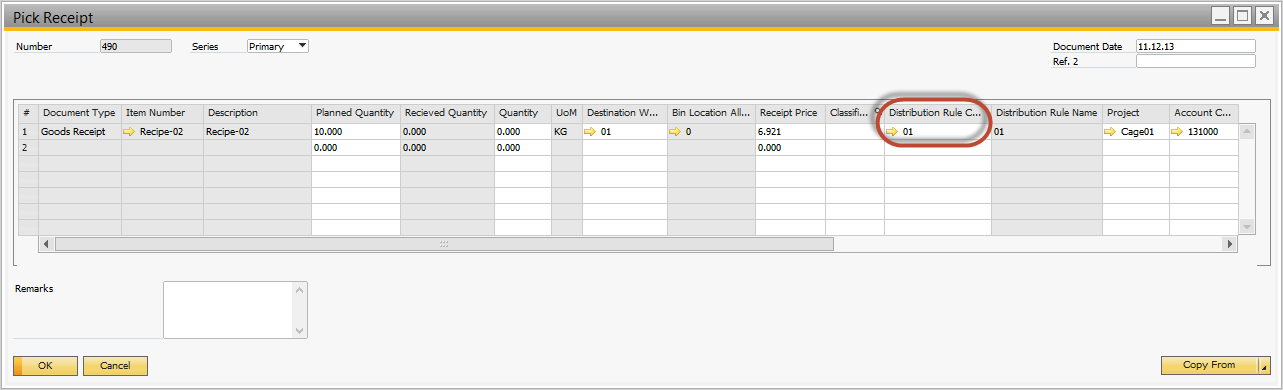 Pick Receipt
Number 490 Series Primary Document Date 11.12.13
Ref. 2
# Document Type Item Number Description Planned Quantity Recieved Quantity Quantity UoM Destination W... Bin Location All... Receipt Price Classifi... Distribution Rule C... Distribution Rule Name Project Account C...
1 Goods Receipt Recipe-02 Recipe-02 10.000 0.000 0.000 KG 01 0 6.921 01 01 Cage01 131000
2 0.000 0.000 0.000 0.000
Remarks
OK Cancel Copy From